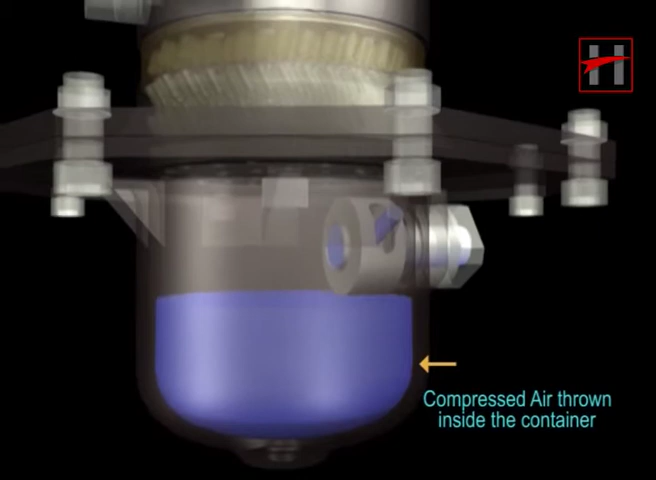 H
Compressed Air thrown
inside the container